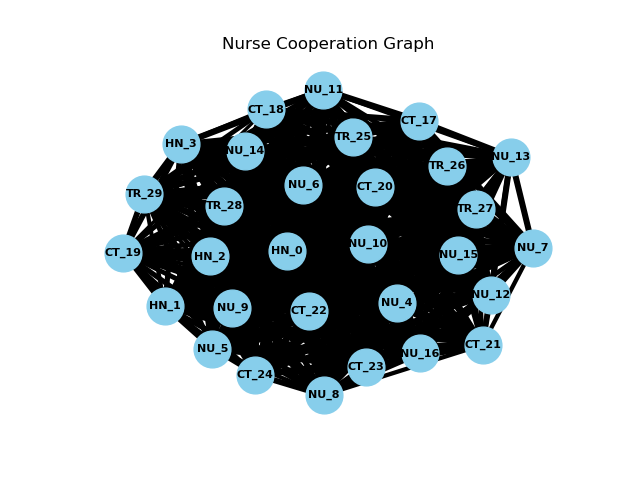 Nurse Cooperation Graph
NU_11
CT_18
CT_17
TR_25
HN_3
NU_14
NU_13
TR_26
NU_6
CT_20
TR_29
TR_28
TR_27
NU_10
NU_7
HN_0
CT_19
HN_2
NU_15
NU_12
NU_4
HN_1
NU_9
CT_22
CT_21
NU_5
NU_16
CT_23
CT_24
NU_8